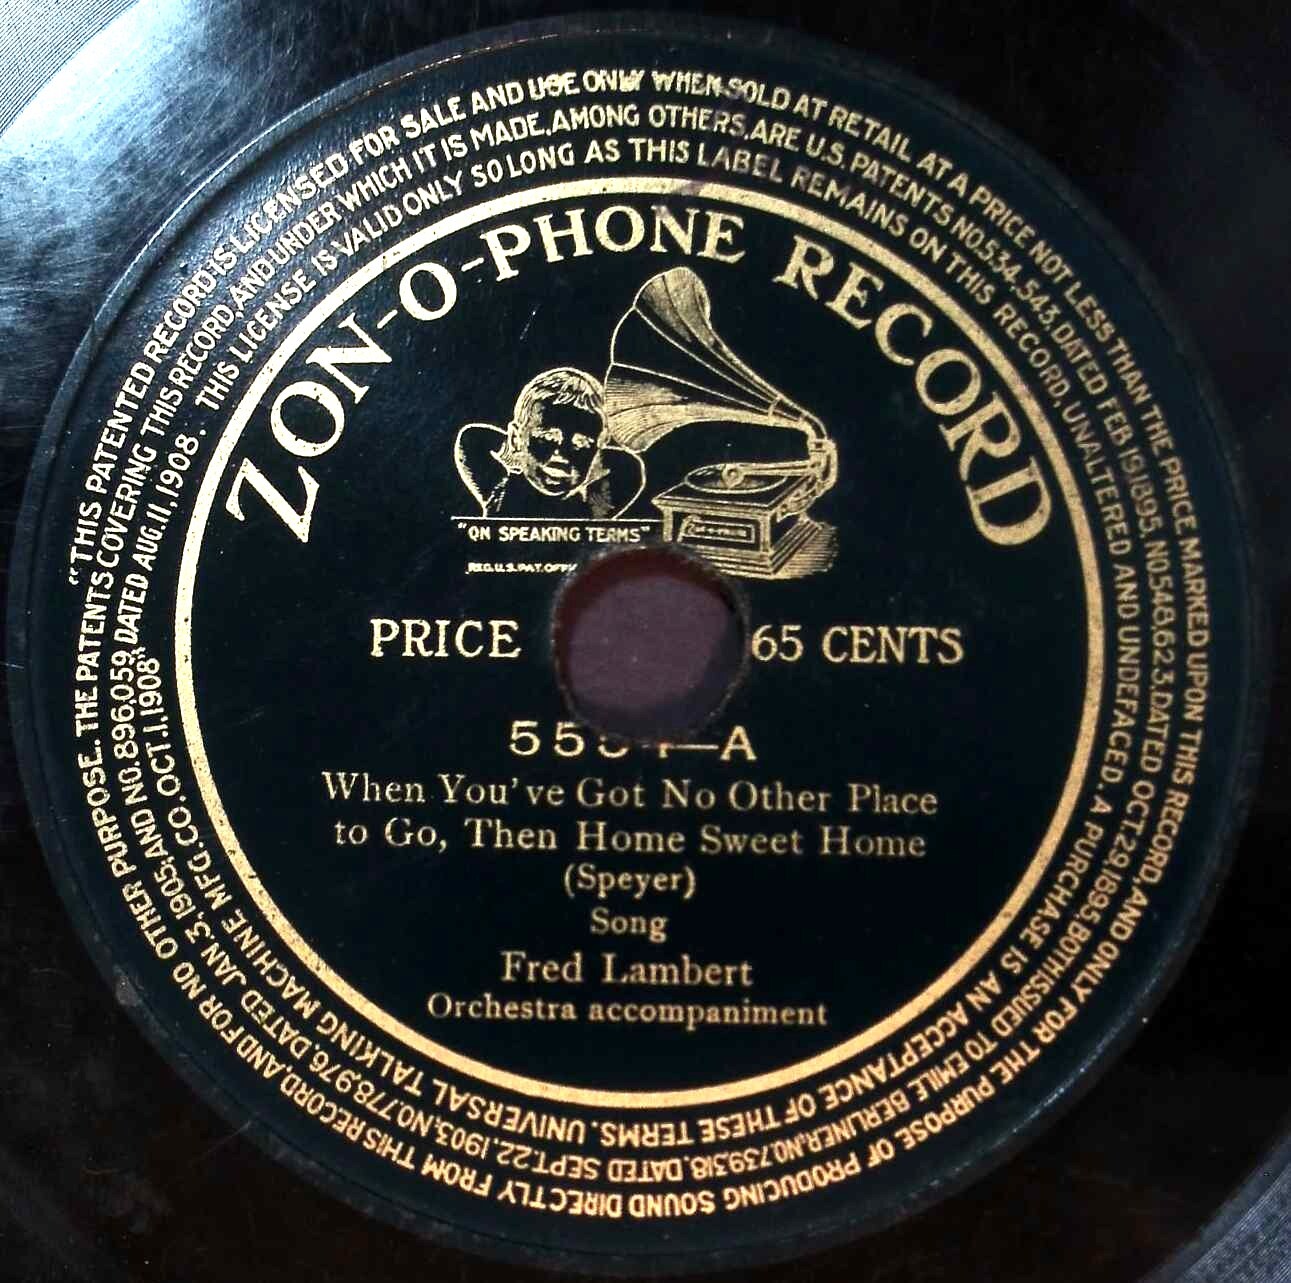 "THIS PATENTED RECORD IS LICENSED FOR SALE AND USE ONLY WHEN SOLD AT RETAIL AT A PRICE NOT LESS THAN THE PRICE MARKED UPON THIS RECORD, AND ONLY FOR THE PURPOSE OF PRODUCING SOUND DIRECTLY FROM THIS RECORD, AND FOR NO OTHER PURPOSE. THE PATENTS COVERING THIS RECORD, AND UNDER WHICH IT IS MADE, AMONG OTHERS, ARE U.S. PATENTS NO. 534,543, DATED FEB. 19, 1895, NO. 548,623, DATED OCT. 29, 1895, BOTH ISSUED TO EMILE BERLINER, NO. 739,318, DATED SEPT. 22, 1903, NO. 778,976, DATED JAN. 3, 1905, AND NO. 896,059, DATED AUG. 11, 1908. THIS LICENSE IS VALID ONLY SO LONG AS THIS LABEL REMAINS ON THIS RECORD, UNALTERED AND UNDEFACED. A PURCHASE IS AN ACCEPTANCE OF THESE TERMS. UNIVERSAL TALKING MACHINE MFG. CO. OCT. 1, 1908"
ZON-O-PHONE RECORD
"ON SPEAKING TERMS"
REG. U.S. PAT. OFF.
PRICE 65 CENTS
A
When You've Got No Other Place
to Go, Then Home Sweet Home
(Speyer)
Song
Fred Lambert
Orchestra accompaniment